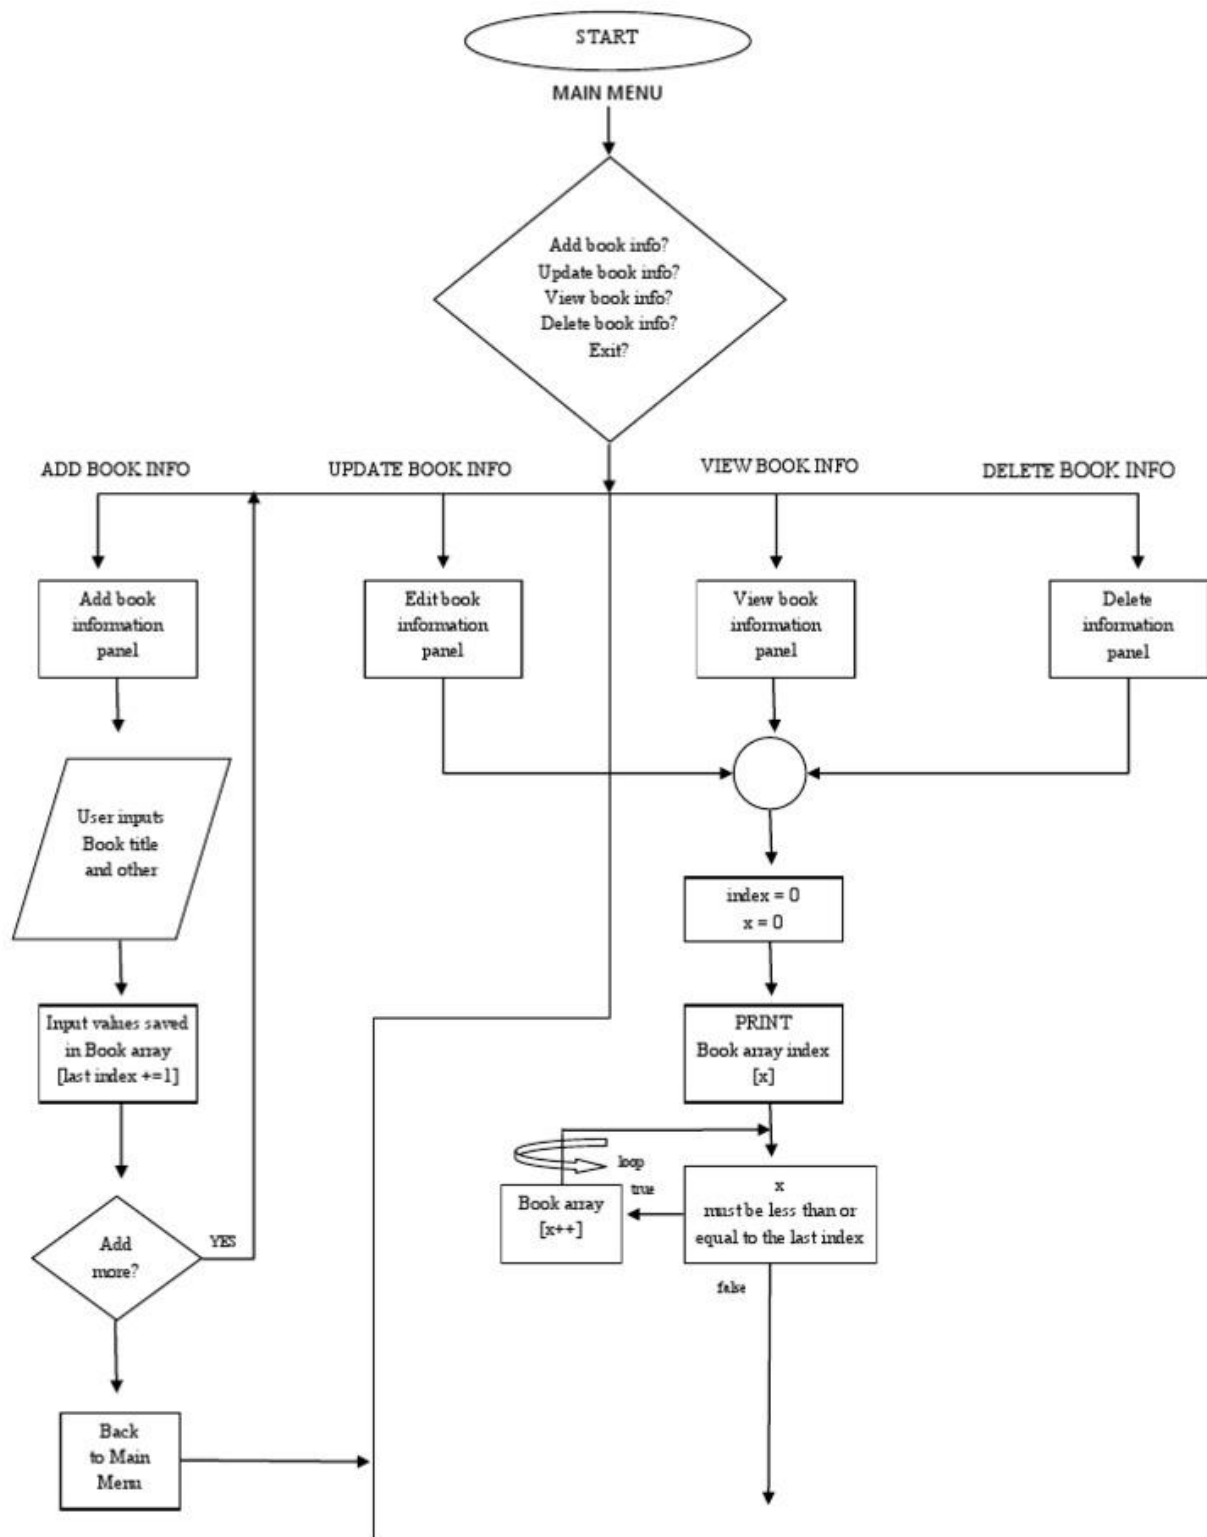 START
MAIN MENU
Add book info?
Update book info?
View book info?
Delete book info?
Exit?
ADD BOOK INFO
UPDATE BOOK INFO
VIEW BOOK INFO
DELETE BOOK INFO
Add book
information
panel
Edit book
information
panel
View book
information
panel
Delete
information
panel
User inputs
Book title
and other
index = 0
x = 0
Input values saved
in Book array
[last index +=1]
PRINT
Book array index
[x]
loop
true
Book array
[x++]
x
must be less than or
equal to the last index
false
Add
more?
YES
Back
to Main
Menu